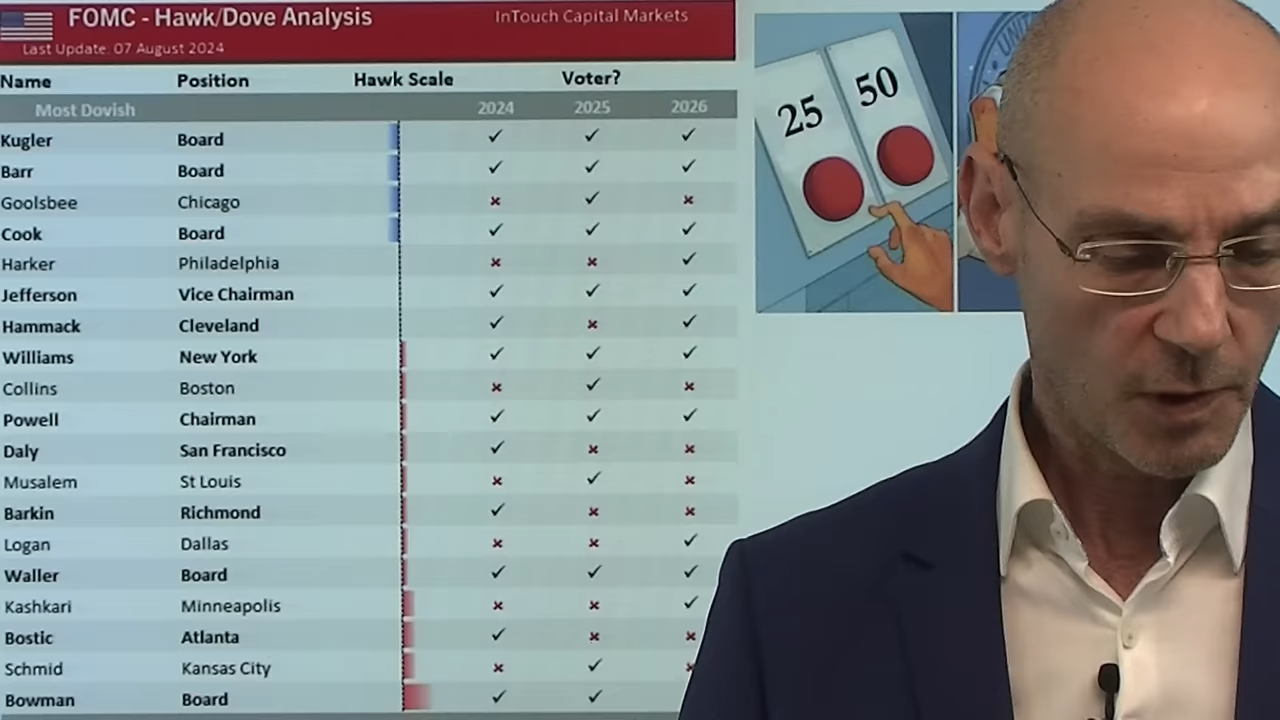 FOMC - Hawk/Dove Analysis InTouch Capital Markets
Last Update: 07 August 2024
Name Position Hawk Scale Voter?
Most Dovish 2024 2025 2026
Kugler Board ✓ ✓ ✓
Barr Board ✓ ✓ ✓
Goolsbee Chicago × ✓ ×
Cook Board ✓ ✓ ✓
Harker Philadelphia × × ✓
Jefferson Vice Chairman ✓ ✓ ✓
Hammack Cleveland ✓ × ✓
Williams New York ✓ ✓ ✓
Collins Boston × ✓ ×
Powell Chairman ✓ ✓ ✓
Daly San Francisco ✓ × ×
Musalem St Louis × ✓ ×
Barkin Richmond ✓ × ×
Logan Dallas × × ✓
Waller Board ✓ ✓ ✓
Kashkari Minneapolis × × ✓
Bostic Atlanta ✓ × ×
Schmid Kansas City × ✓ ×
Bowman Board ✓ ✓
25 50